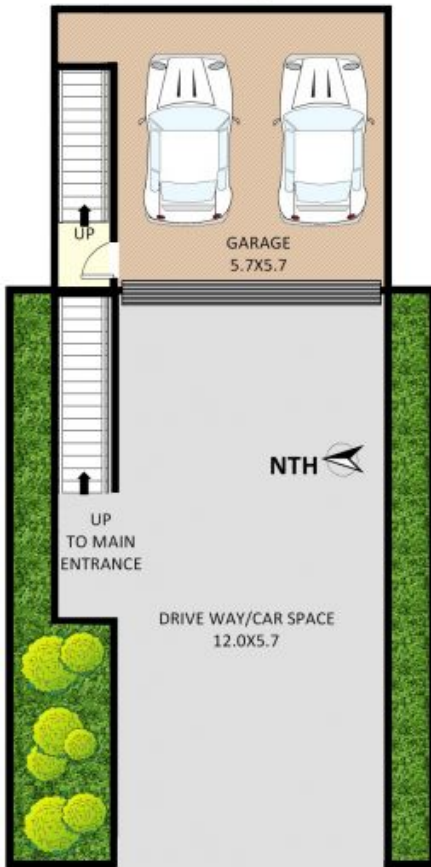 UP
GARAGE
5.7X5.7
NTH
UP
TO MAIN
ENTRANCE
DRIVE WAY/CAR SPACE
12.0X5.7